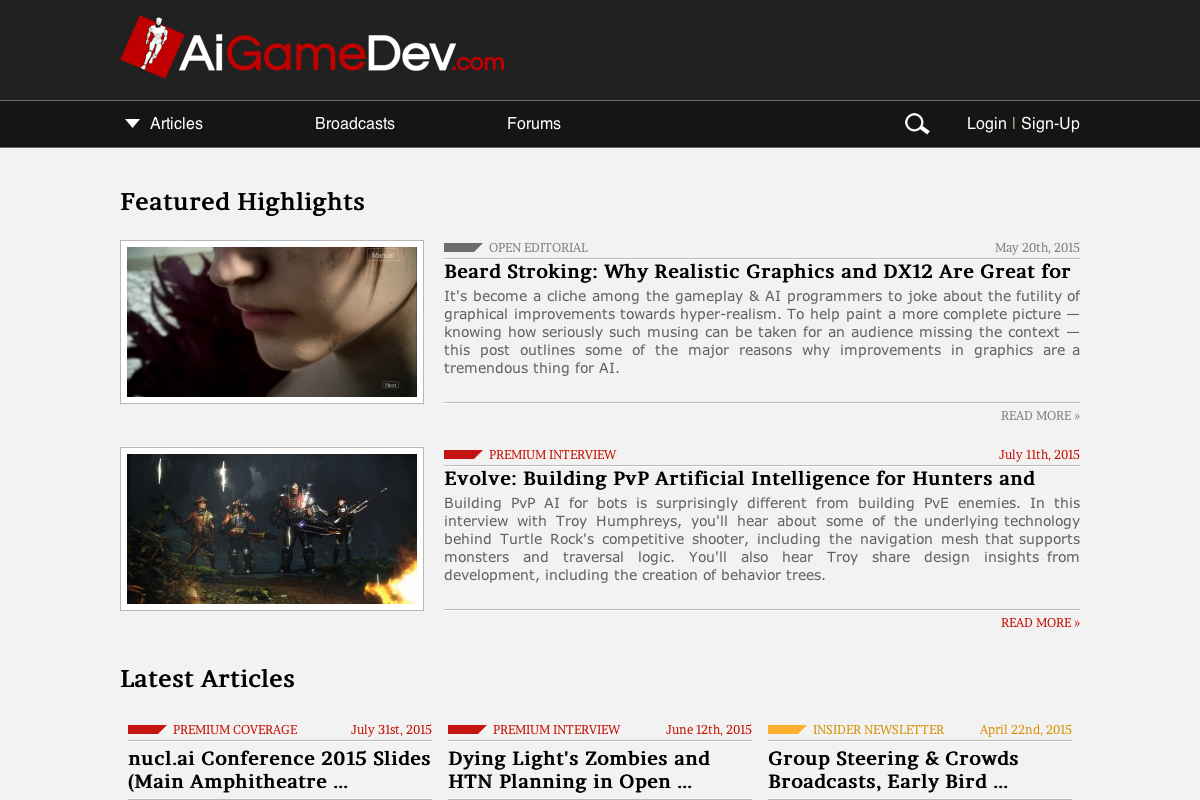 AiGameDev.com
Articles
Broadcasts
Forums
Login | Sign-Up
Featured Highlights
Manual
Next
OPEN EDITORIAL
May 20th, 2015
Beard Stroking: Why Realistic Graphics and DX12 Are Great for
It's become a cliche among the gameplay & AI programmers to joke about the futility of
graphical improvements towards hyper-realism. To help paint a more complete picture —
knowing how seriously such musing can be taken for an audience missing the context —
this post outlines some of the major reasons why improvements in graphics are a
tremendous thing for AI.
READ MORE »
PREMIUM INTERVIEW
July 11th, 2015
Evolve: Building PvP Artificial Intelligence for Hunters and
Building PvP AI for bots is surprisingly different from building PvE enemies. In this
interview with Troy Humphreys, you'll hear about some of the underlying technology
behind Turtle Rock's competitive shooter, including the navigation mesh that supports
monsters and traversal logic. You'll also hear Troy share design insights from
development, including the creation of behavior trees.
READ MORE »
Latest Articles
PREMIUM COVERAGE
July 31st, 2015
nucl.ai Conference 2015 Slides
(Main Amphitheatre ...
PREMIUM INTERVIEW
June 12th, 2015
Dying Light's Zombies and
HTN Planning in Open ...
INSIDER NEWSLETTER
April 22nd, 2015
Group Steering & Crowds
Broadcasts, Early Bird ...